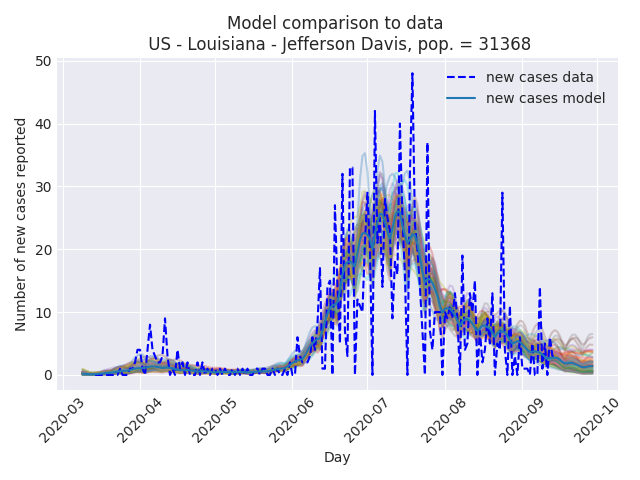 Model comparison to data
US - Louisiana - Jefferson Davis, pop. = 31368
new cases data
new cases model
Number of new cases reported
50
40
30
20
10
0
2020-03
2020-04
2020-05
2020-06
2020-07
2020-08
2020-09
2020-10
Day